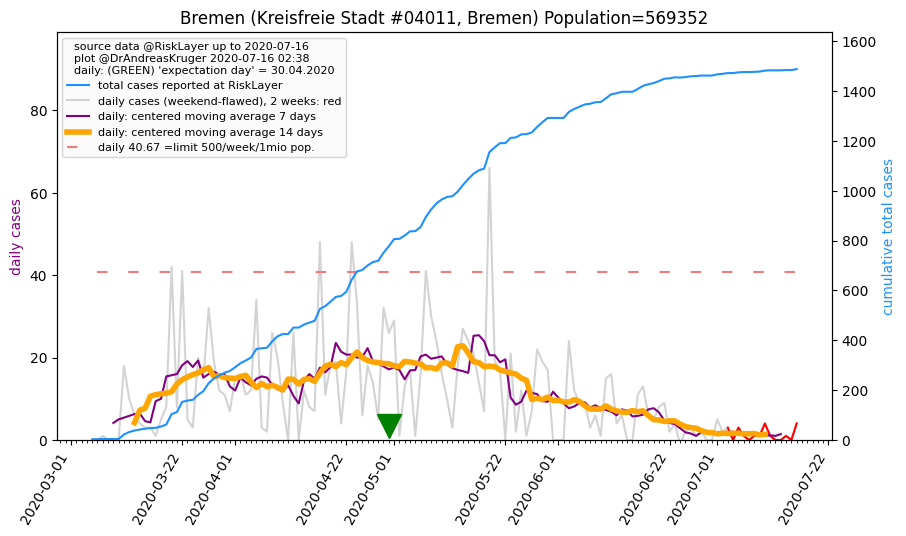 Bremen (Kreisfreie Stadt #04011, Bremen) Population=569352
source data @RiskLayer up to 2020-07-16
plot @DrAndreasKruger 2020-07-16 02:38
daily: (GREEN) 'expectation day' = 30.04.2020
total cases reported at RiskLayer
daily cases (weekend-flawed), 2 weeks: red
daily: centered moving average 7 days
daily: centered moving average 14 days
daily 40.67 =limit 500/week/1mio pop.
daily cases
80
60
40
20
0
cumulative total cases
1600
1400
1200
1000
800
600
400
200
0
2020-03-01
2020-03-22
2020-04-01
2020-04-22
2020-05-01
2020-05-22
2020-06-01
2020-06-22
2020-07-01
2020-07-22